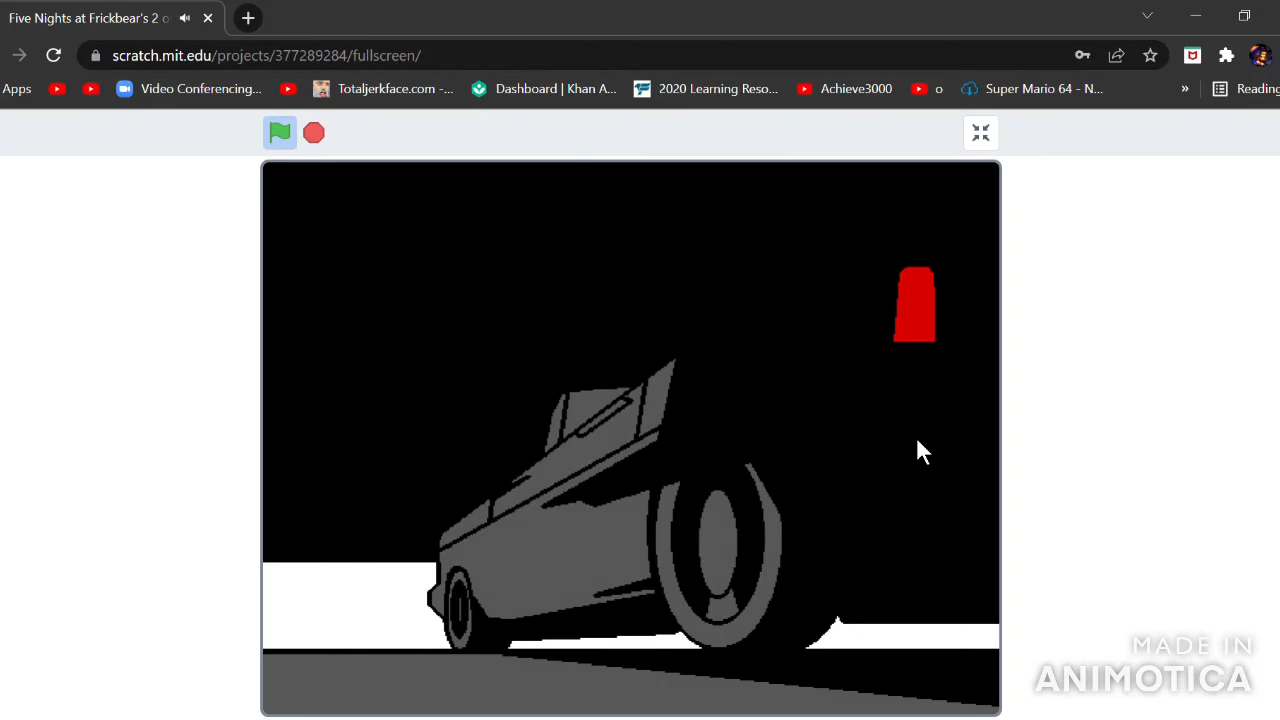 Five Nights at Frickbear's 2 o
scratch.mit.edu/projects/377289284/fullscreen/
Apps Video Conferencing... Totaljerkface.com -... Dashboard | Khan A... 2020 Learning Reso... Achieve3000 o Super Mario 64 - N... » Reading
MADE IN
ANIMOTICA